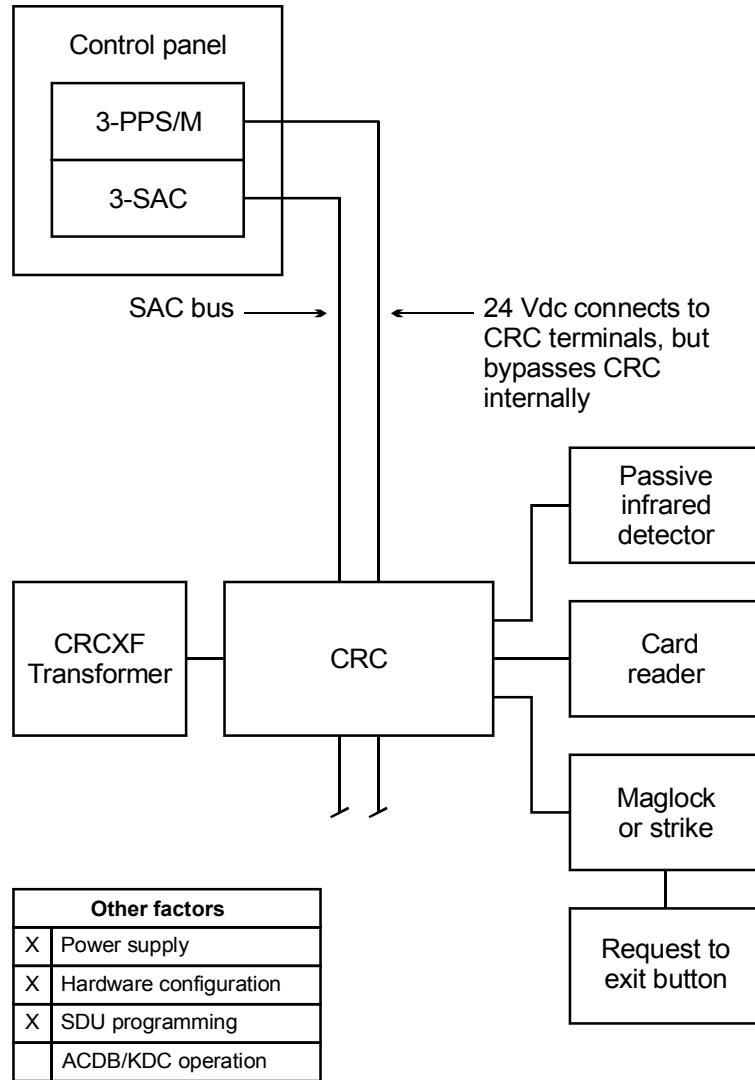 Control panel
3-PPS/M
3-SAC
SAC bus
24 Vdc connects to
CRC terminals, but
bypasses CRC
internally
Passive
infrared
detector
CRCXF
Transformer
CRC
Card
reader
Maglock
or strike
Request to
exit button
Other factors
X Power supply
X Hardware configuration
X SDU programming
ACDB/KDC operation